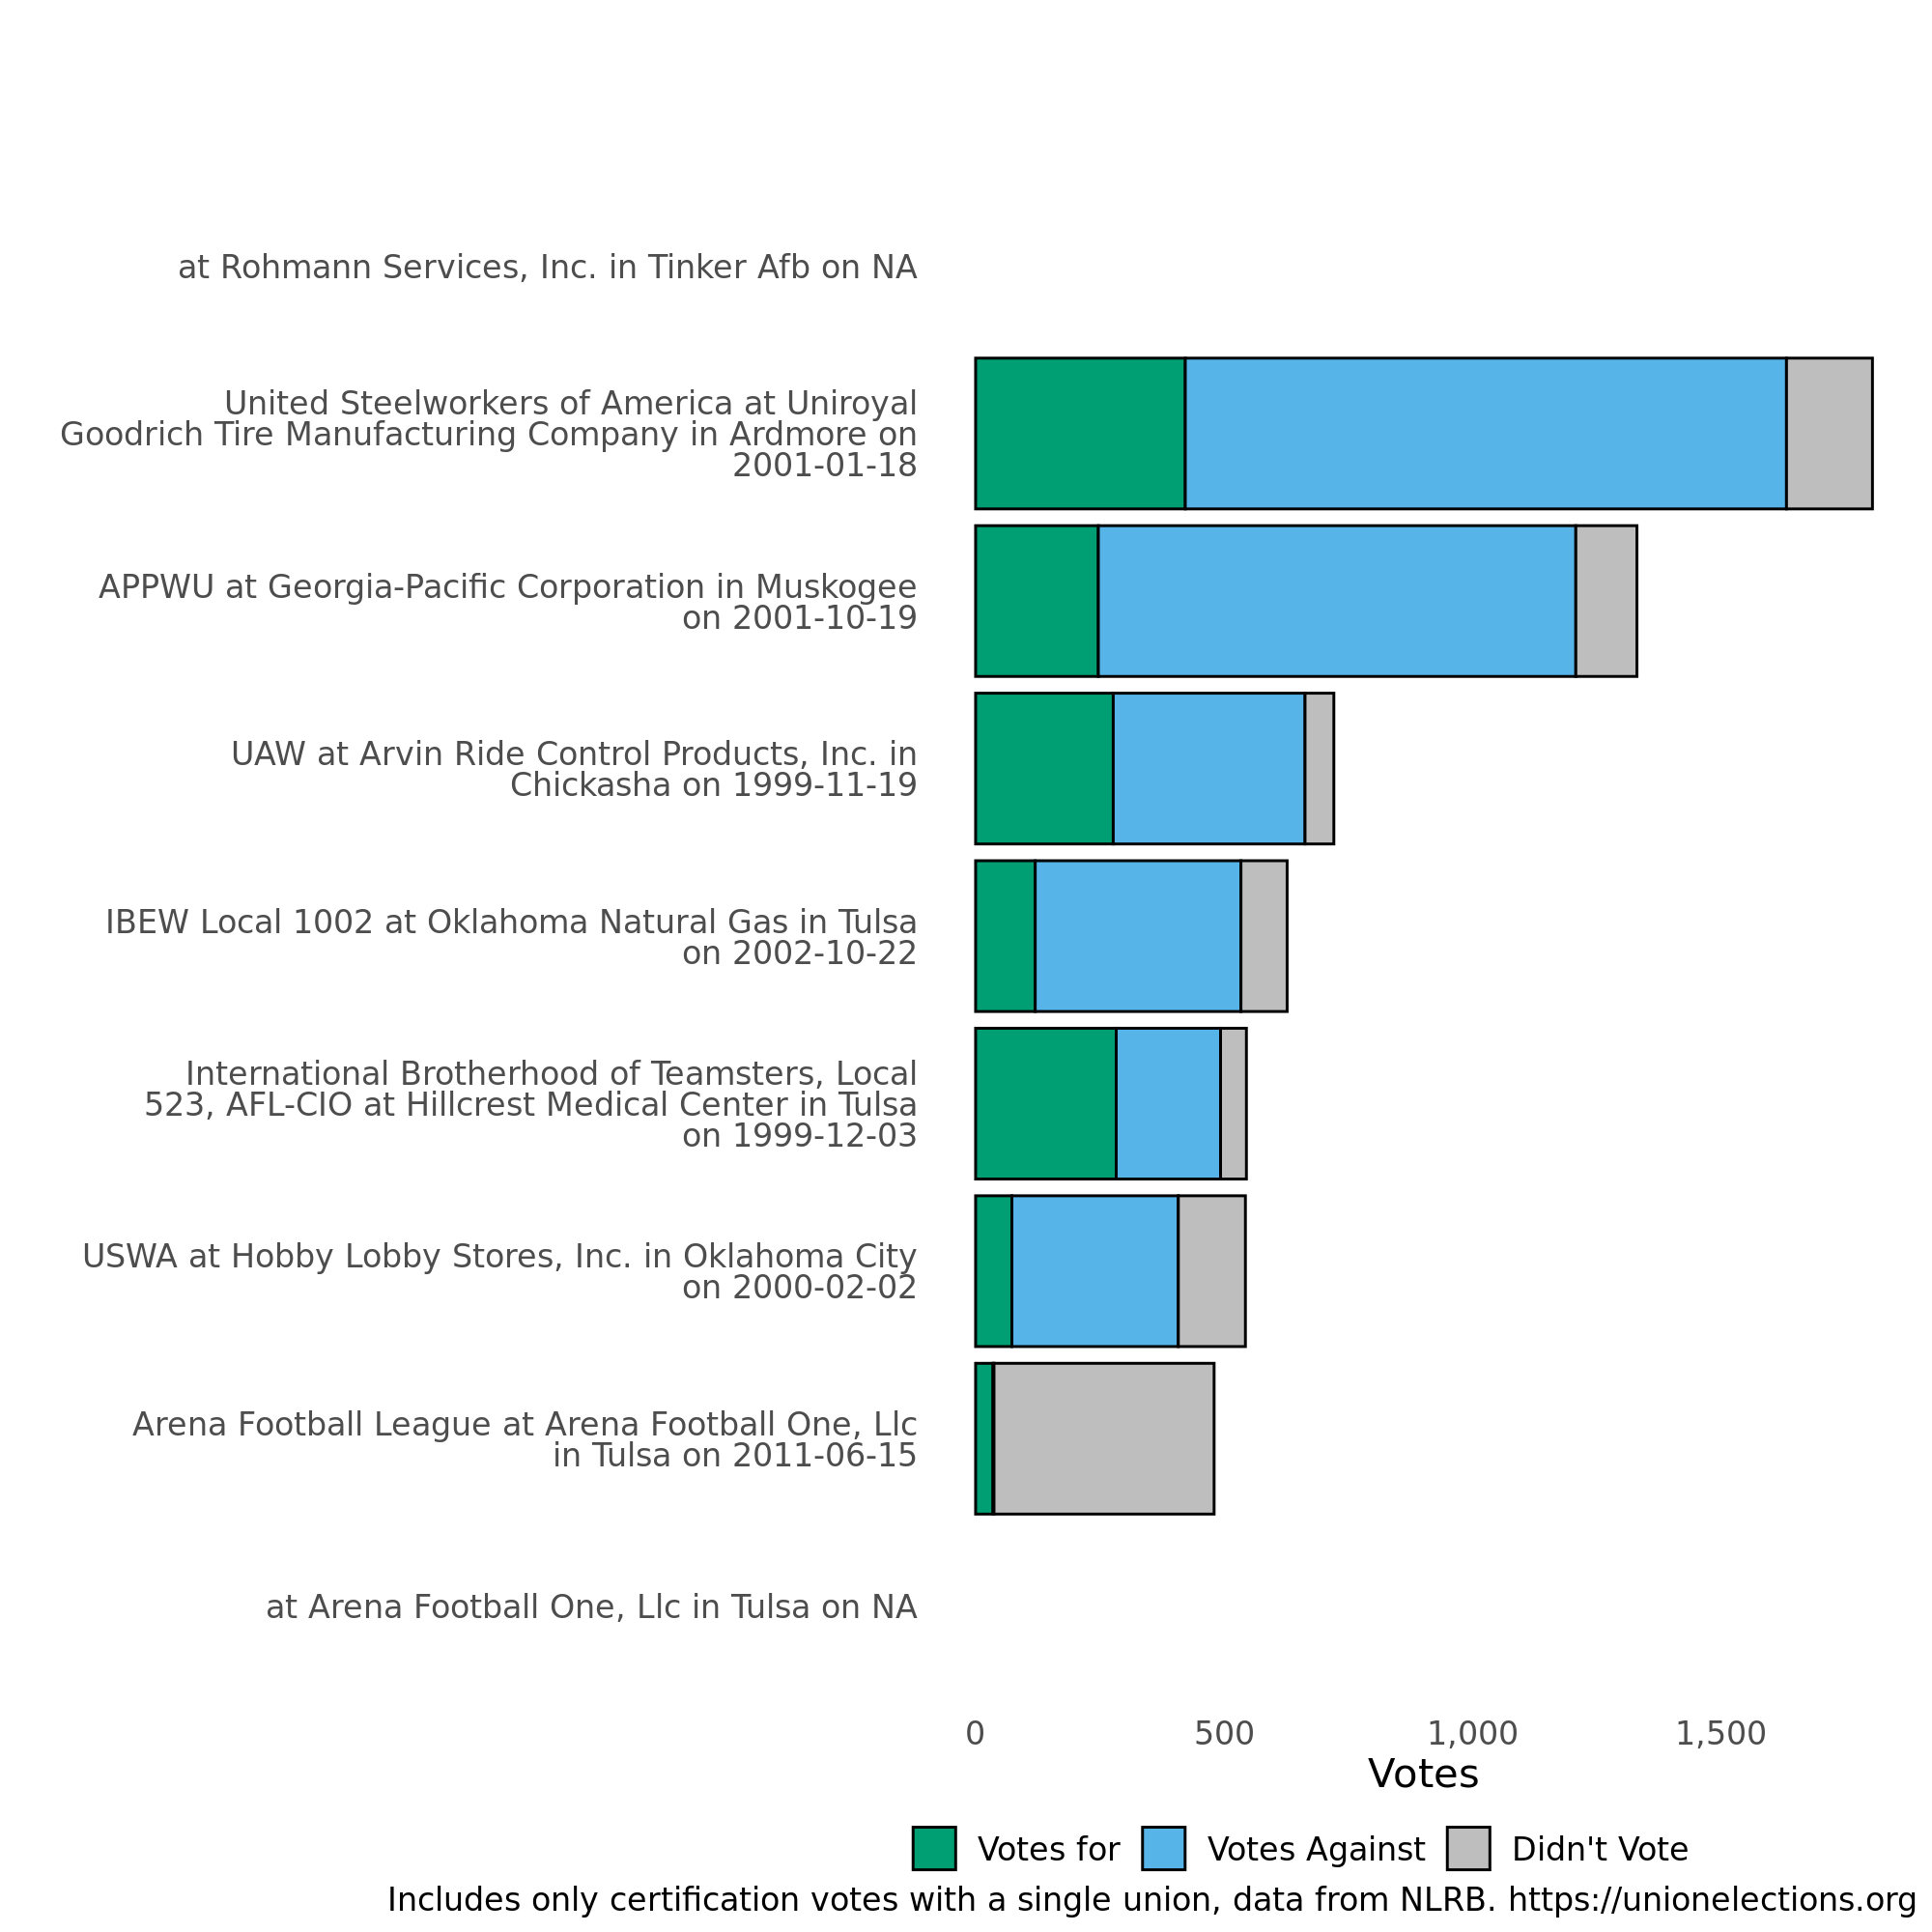 at Rohmann Services, Inc. in Tinker Afb on NA
United Steelworkers of America at Uniroyal
Goodrich Tire Manufacturing Company in Ardmore on
2001-01-18
APPWU at Georgia-Pacific Corporation in Muskogee
on 2001-10-19
UAW at Arvin Ride Control Products, Inc. in
Chickasha on 1999-11-19
IBEW Local 1002 at Oklahoma Natural Gas in Tulsa
on 2002-10-22
International Brotherhood of Teamsters, Local
523, AFL-CIO at Hillcrest Medical Center in Tulsa
on 1999-12-03
USWA at Hobby Lobby Stores, Inc. in Oklahoma City
on 2000-02-02
Arena Football League at Arena Football One, Llc
in Tulsa on 2011-06-15
at Arena Football One, Llc in Tulsa on NA
0 500 1,000 1,500
Votes
Votes for Votes Against Didn't Vote
Includes only certification votes with a single union, data from NLRB. https://unionelections.org